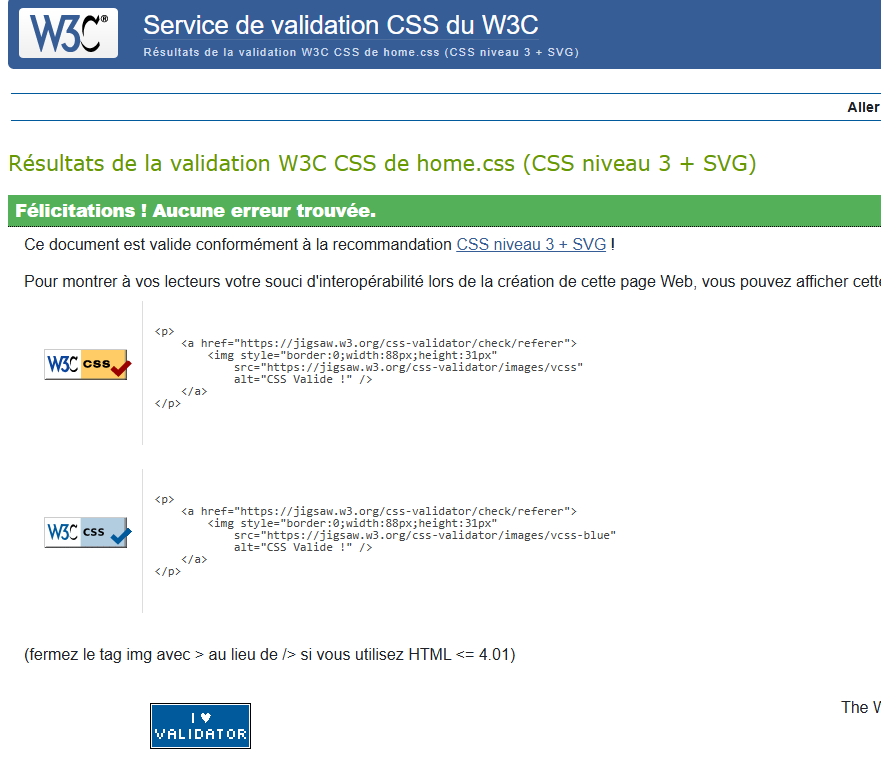 W3C®
Service de validation CSS du W3C
Résultats de la validation W3C CSS de home.css (CSS niveau 3 + SVG)
Aller
Résultats de la validation W3C CSS de home.css (CSS niveau 3 + SVG)
Félicitations ! Aucune erreur trouvée.
Ce document est valide conformément à la recommandation CSS niveau 3 + SVG !
Pour montrer à vos lecteurs votre souci d'interopérabilité lors de la création de cette page Web, vous pouvez afficher cette
W3C css
<p>
<a href="https://jigsaw.w3.org/css-validator/check/referer">
<img style="border:0;width:88px;height:31px"
src="https://jigsaw.w3.org/css-validator/images/vcss"
alt="CSS Valide !" />
</a>
</p>
W3C css
<p>
<a href="https://jigsaw.w3.org/css-validator/check/referer">
<img style="border:0;width:88px;height:31px"
src="https://jigsaw.w3.org/css-validator/images/vcss-blue"
alt="CSS Valide !" />
</a>
</p>
(fermez le tag img avec > au lieu de /> si vous utilisez HTML <= 4.01)
The
I ♥
VALIDATOR